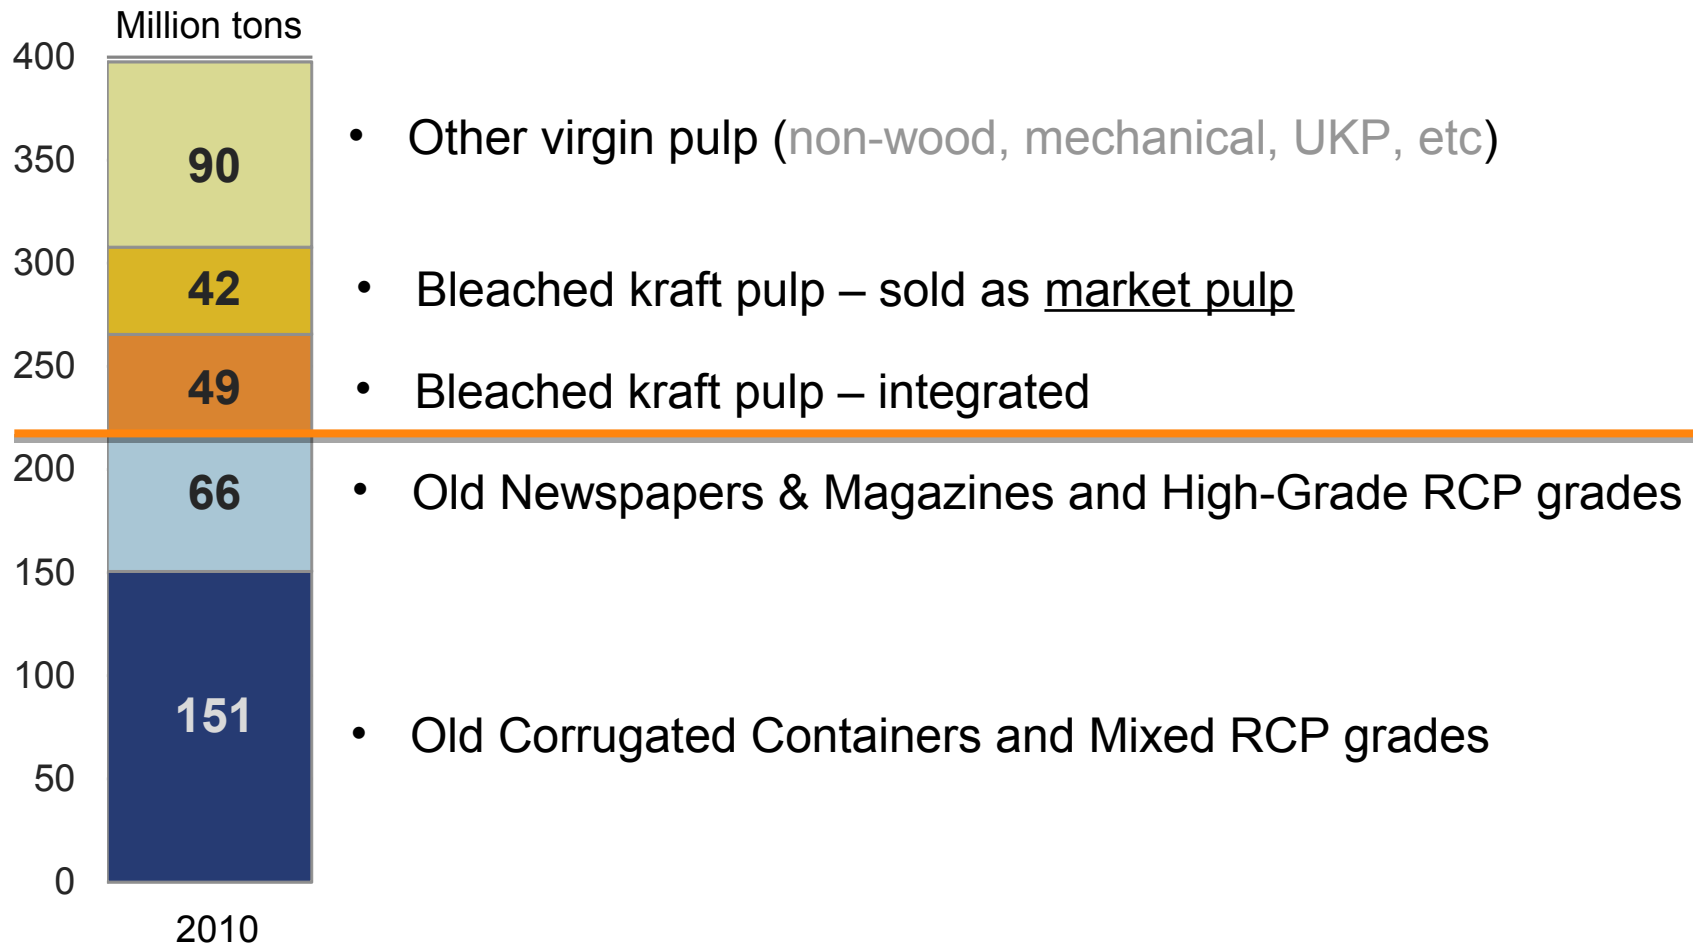 Million tons
400
350
300
250
200
150
100
50
0
90
42
49
66
151
2010
• Other virgin pulp (non-wood, mechanical, UKP, etc)
• Bleached kraft pulp – sold as market pulp
• Bleached kraft pulp – integrated
• Old Newspapers & Magazines and High-Grade RCP grades
• Old Corrugated Containers and Mixed RCP grades